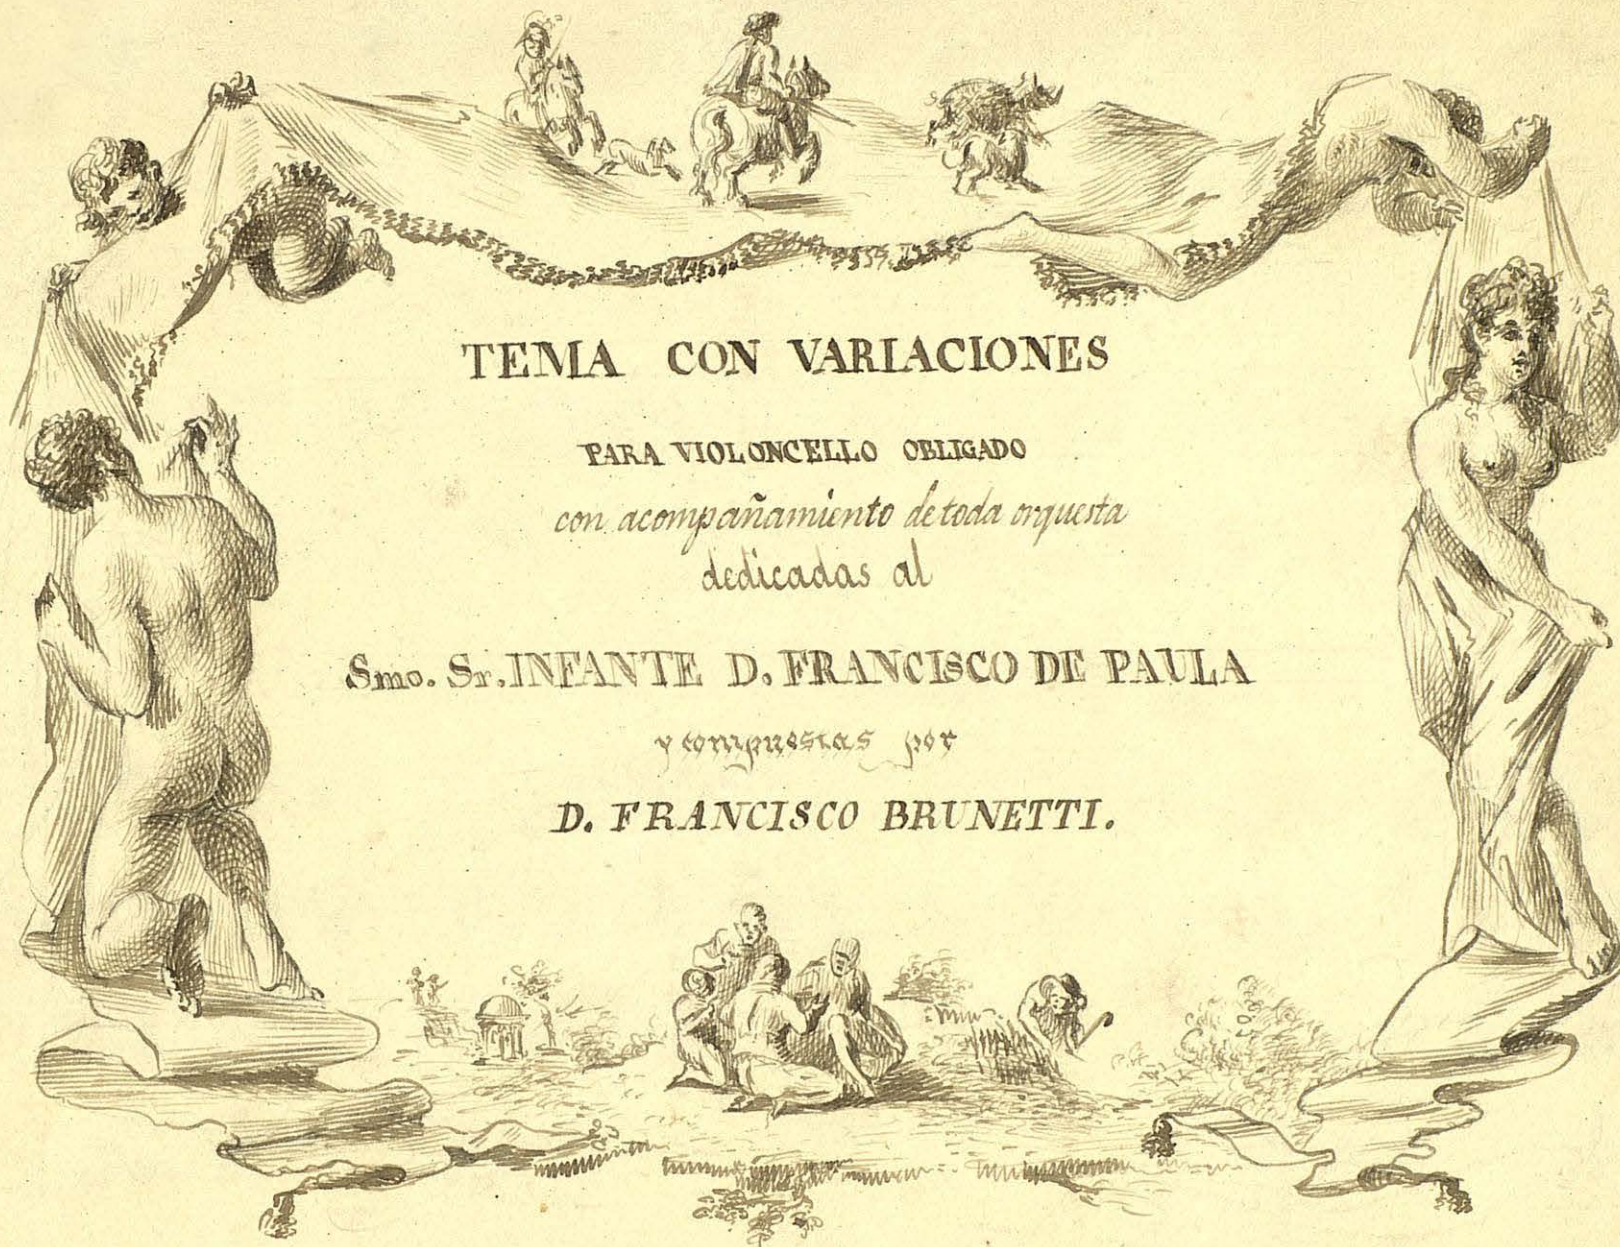 TEMA CON VARIACIONES
PARA VIOLONCELLO OBLIGADO
con acompañamiento de toda orquesta
dedicadas al
Smo. Sr. INFANTE D. FRANCISCO DE PAULA
y compuestas por
D. FRANCISCO BRUNETTI.